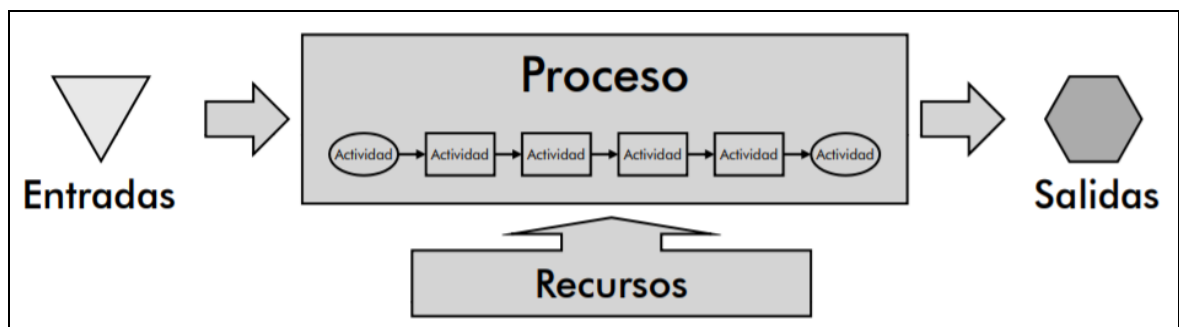 Proceso
Actividad Actividad Actividad Actividad Actividad Actividad
Entradas
Salidas
Recursos